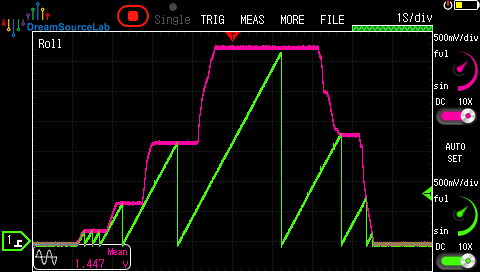 DreamSourceLab
Single
TRIG
MEAS
MORE
FILE
1S/div
Roll
500mV/div
ful
sin
DC 10X
AUTO
SET
500mV/div
ful
sin
DC 10X
1
Mean
1.447 V